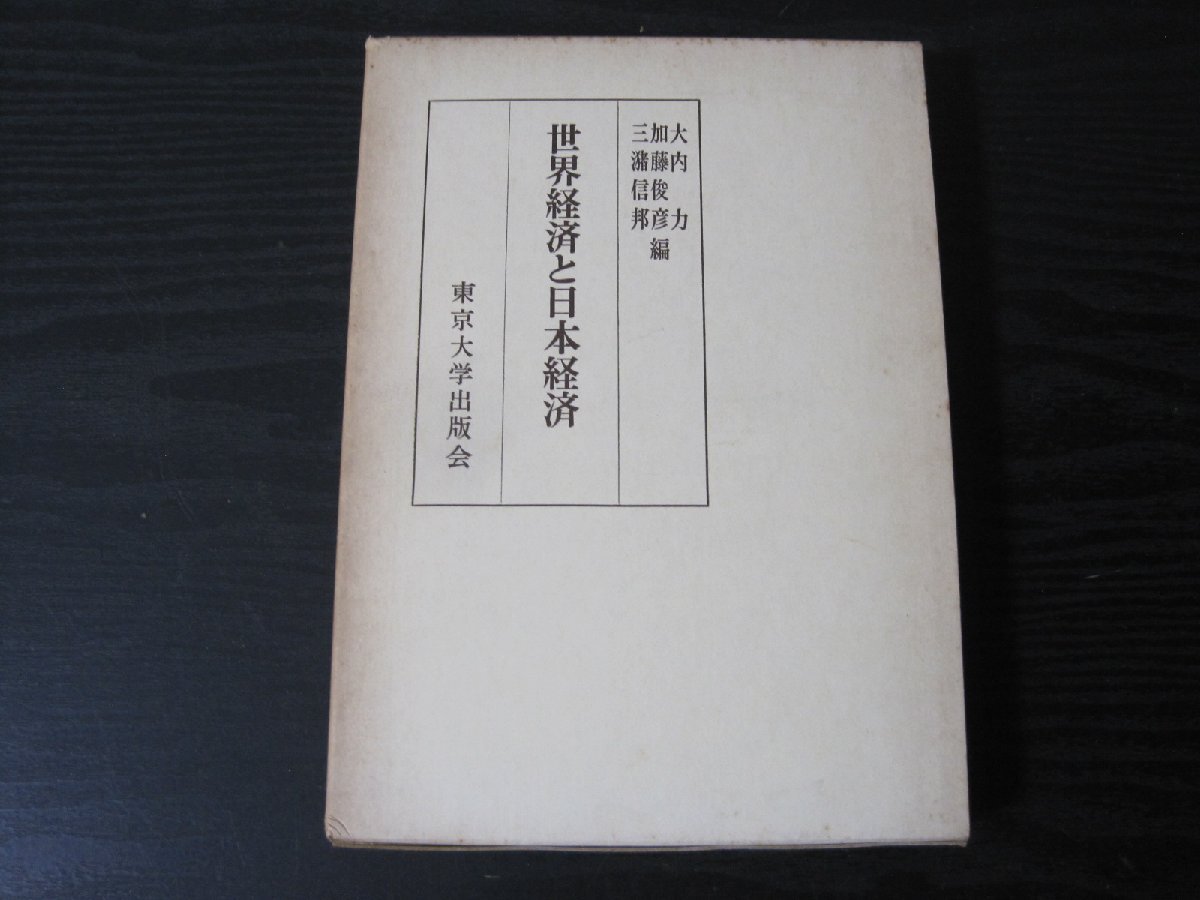 大内力
加藤俊彦編
三瀦信邦
世界経済と日本経済
東京大学出版会